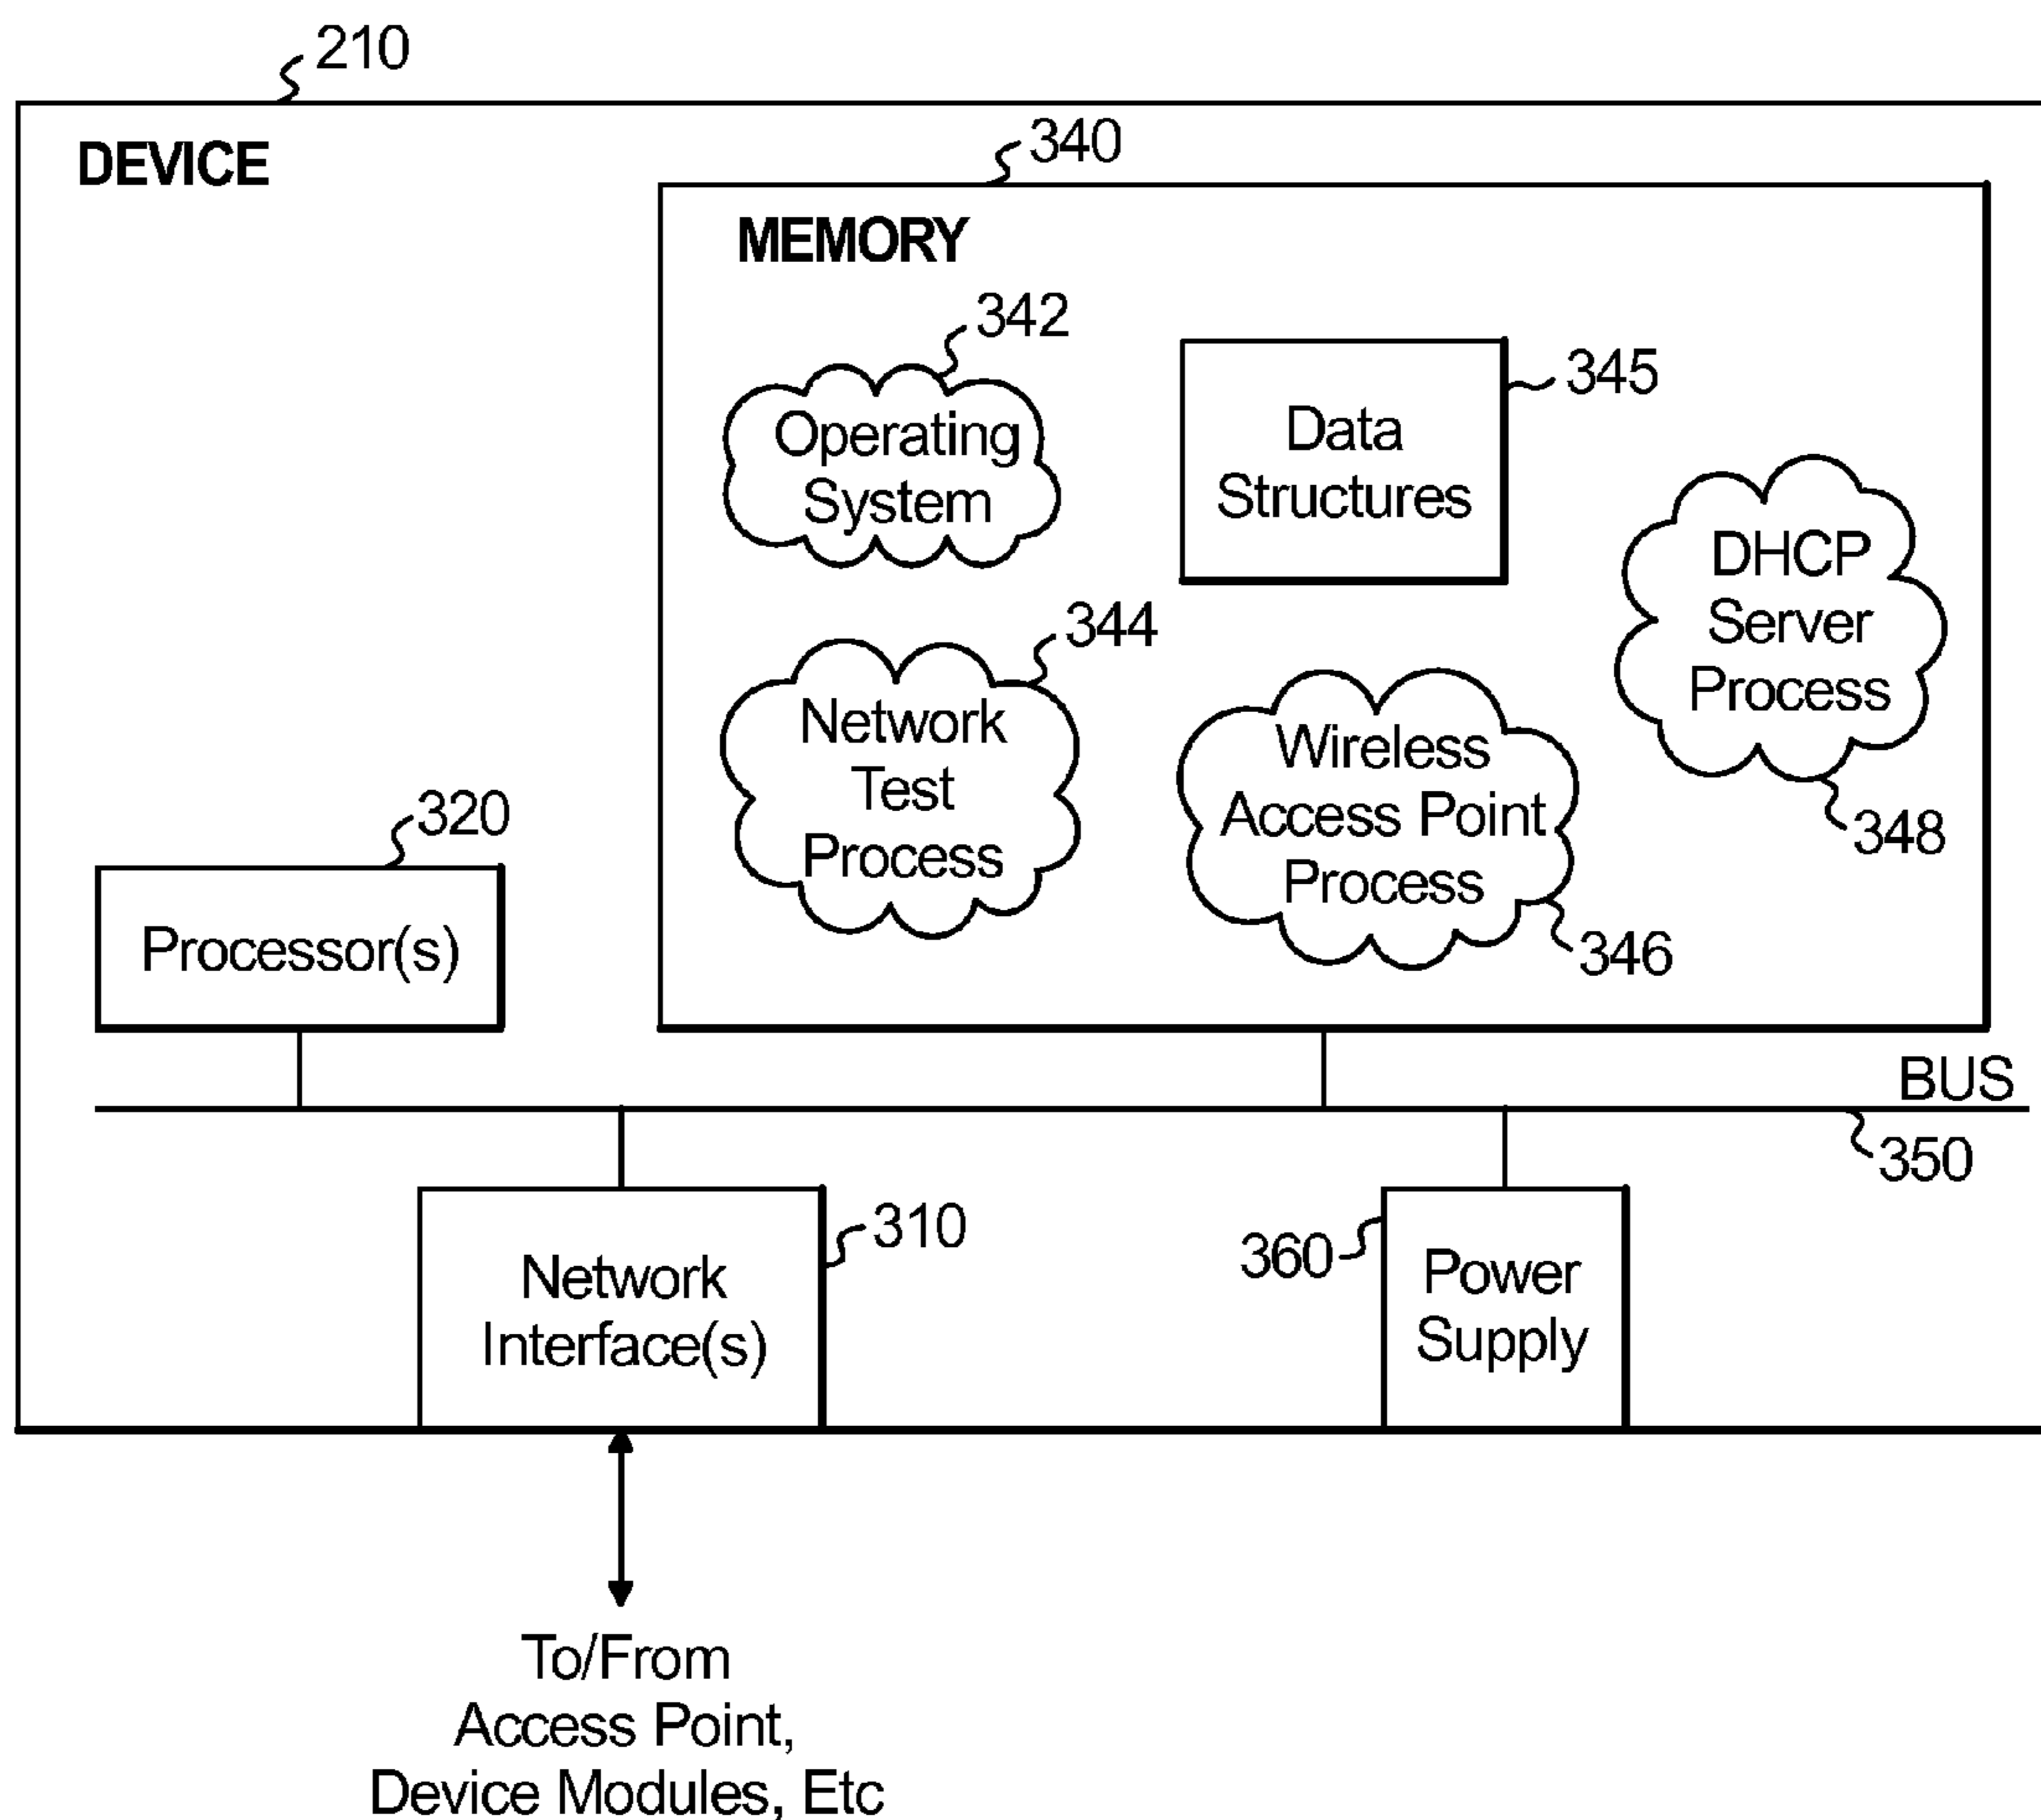 210
DEVICE
340
MEMORY
342
Operating
System
345
Data
Structures
DHCP
Server
Process
348
344
Network
Test
Process
Wireless
Access Point
Process
346
320
Processor(s)
BUS
350
310
Network
Interface(s)
360
Power
Supply
To/From
Access Point,
Device Modules, Etc